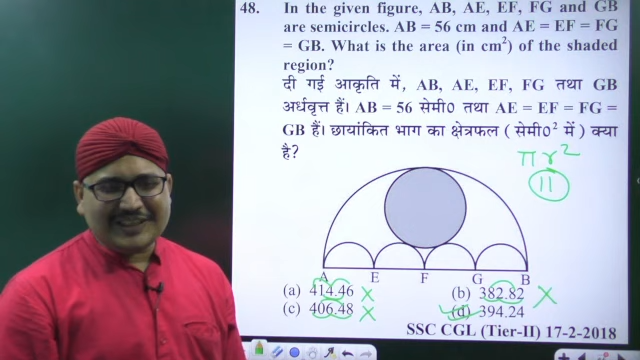 48. In the given figure, AB, AE, EF, FG and GB
are semicircles. AB = 56 cm and AE = EF = FG
= GB. What is the area (in cm²) of the shaded
region?
दी गई आकृति में, AB, AE, EF, FG तथा GB
अर्धवृत्त हैं। AB = 56 सेमी0 तथा AE = EF = FG =
GB हैं। छायांकित भाग का क्षेत्रफल ( सेमी0² में ) क्या
है?
πr²
11
A E F G B
(a) 414.46 X (b) 382.82 X
(c) 406.48 X (d) 394.24
SSC CGL (Tier-II) 17-2-2018